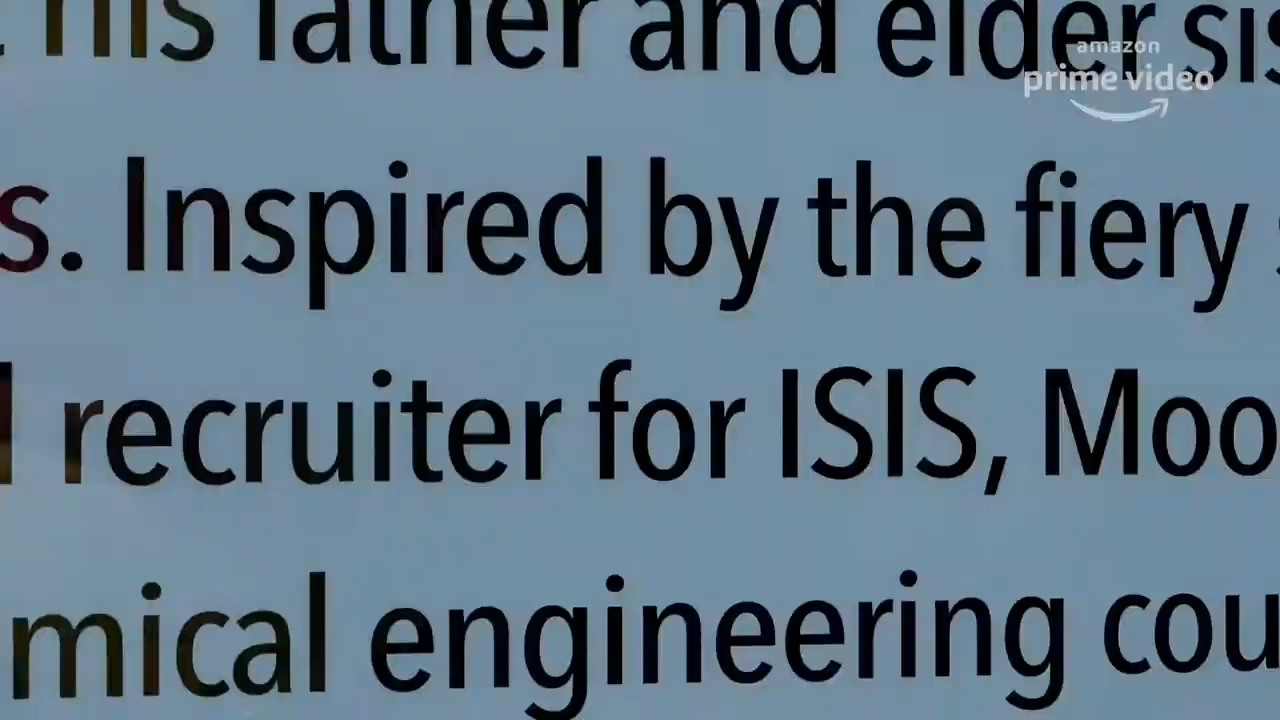 his father and elder sis
amazon
prime video
s. Inspired by the fiery
recruiter for ISIS, Moo
mical engineering cou